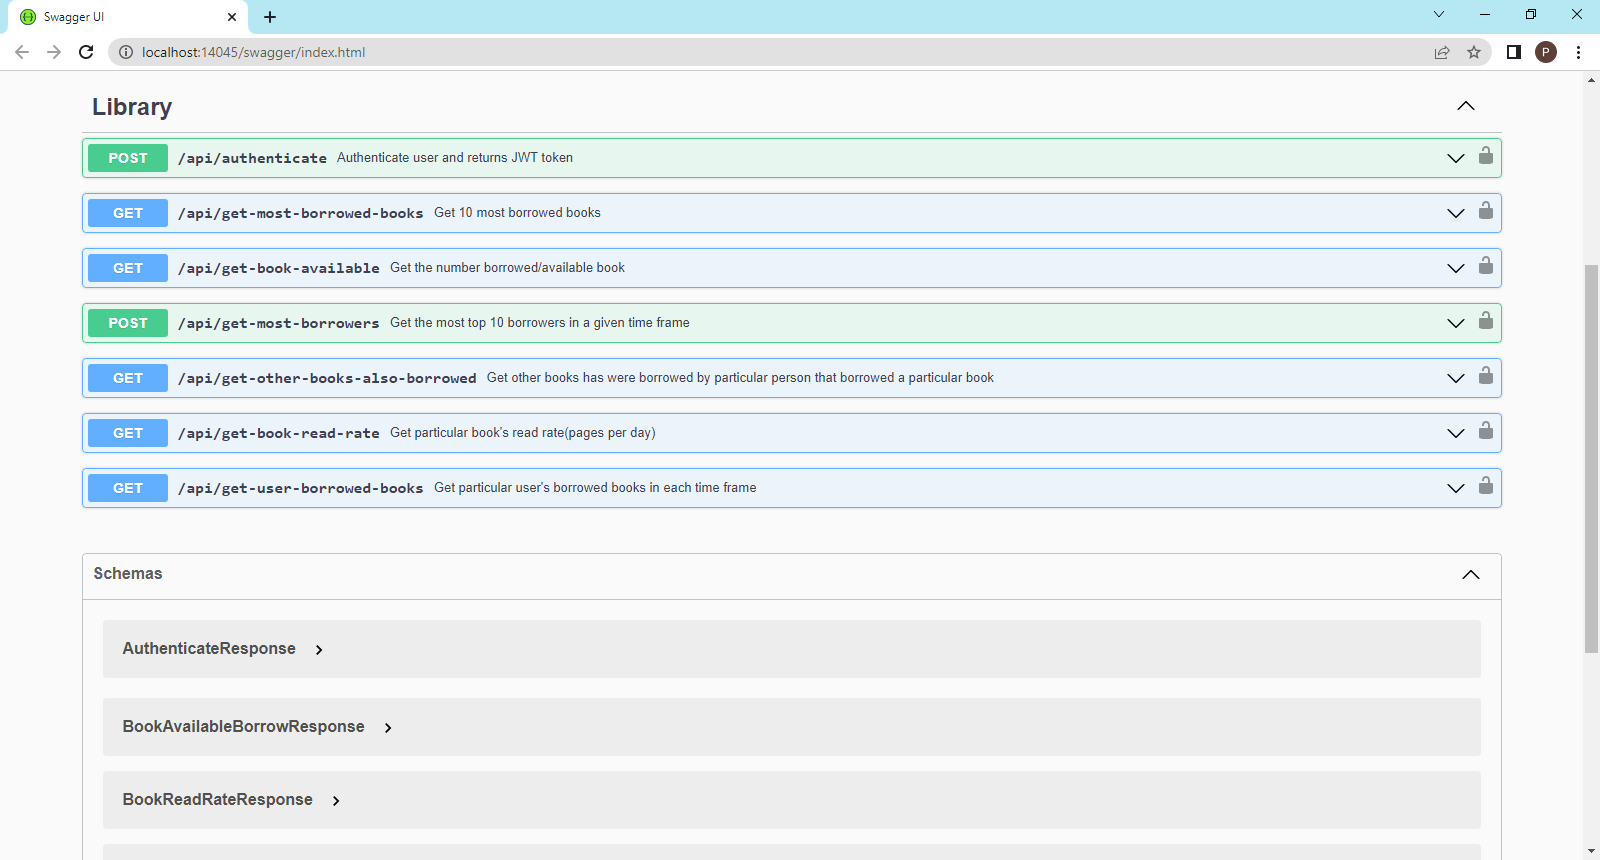 Swagger UI
localhost:14045/swagger/index.html
P
Library
POST /api/authenticate Authenticate user and returns JWT token
GET /api/get-most-borrowed-books Get 10 most borrowed books
GET /api/get-book-available Get the number borrowed/available book
POST /api/get-most-borrowers Get the most top 10 borrowers in a given time frame
GET /api/get-other-books-also-borrowed Get other books has were borrowed by particular person that borrowed a particular book
GET /api/get-book-read-rate Get particular book's read rate(pages per day)
GET /api/get-user-borrowed-books Get particular user's borrowed books in each time frame
Schemas
AuthenticateResponse
BookAvailableBorrowResponse
BookReadRateResponse